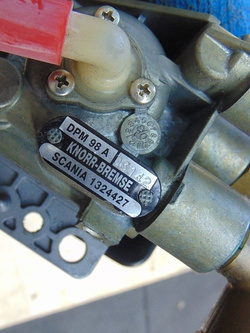 DPM 98 A
KNORR-BREMSE
SCANIA 1324427